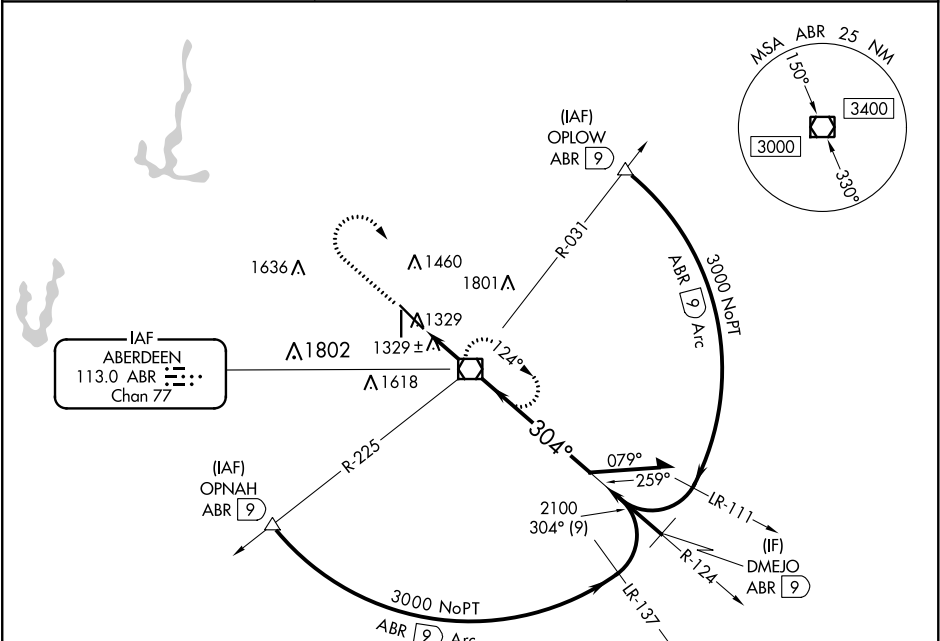 MSA ABR 25 NM
150°
3400
3000
330°
(IAF)
OPLOW
ABR 9
R-031
3000 NoPT
ABR 9 Arc
1636
1460
1801
1329
1329 ±
1802
1618
124°
IAF
ABERDEEN
113.0 ABR
Chan 77
R-225
304°
079°
259°
LR-111
(IAF)
OPNAH
ABR 9
2100
304° (9)
(IF)
DMEJO
ABR 9
R-124
LR-137
3000 NoPT
ABR 9 Arc